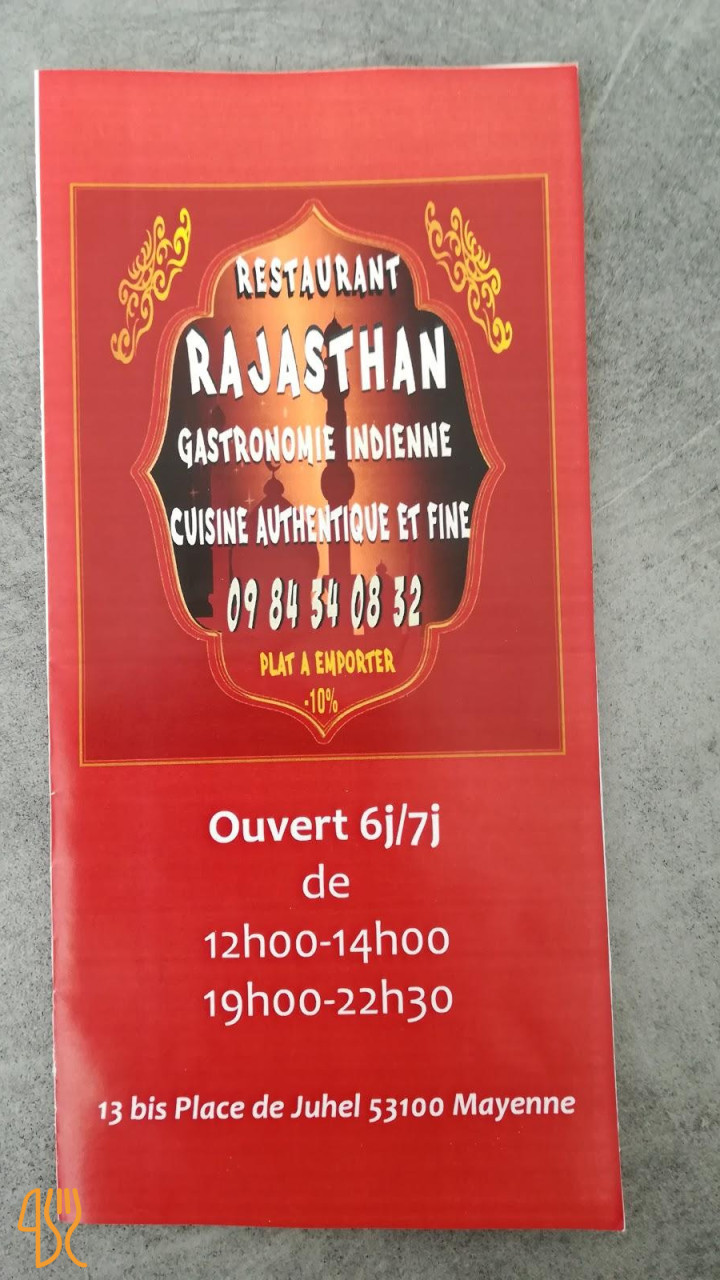 RESTAURANT
RAJASTHAN
GASTRONOMIE INDIENNE
CUISINE AUTHENTIQUE ET FINE
09 84 34 08 32
PLAT A EMPORTER
-10%
Ouvert 6j/7j
de
12h00-14h00
19h00-22h30
13 bis Place de Juhel 53100 Mayenne